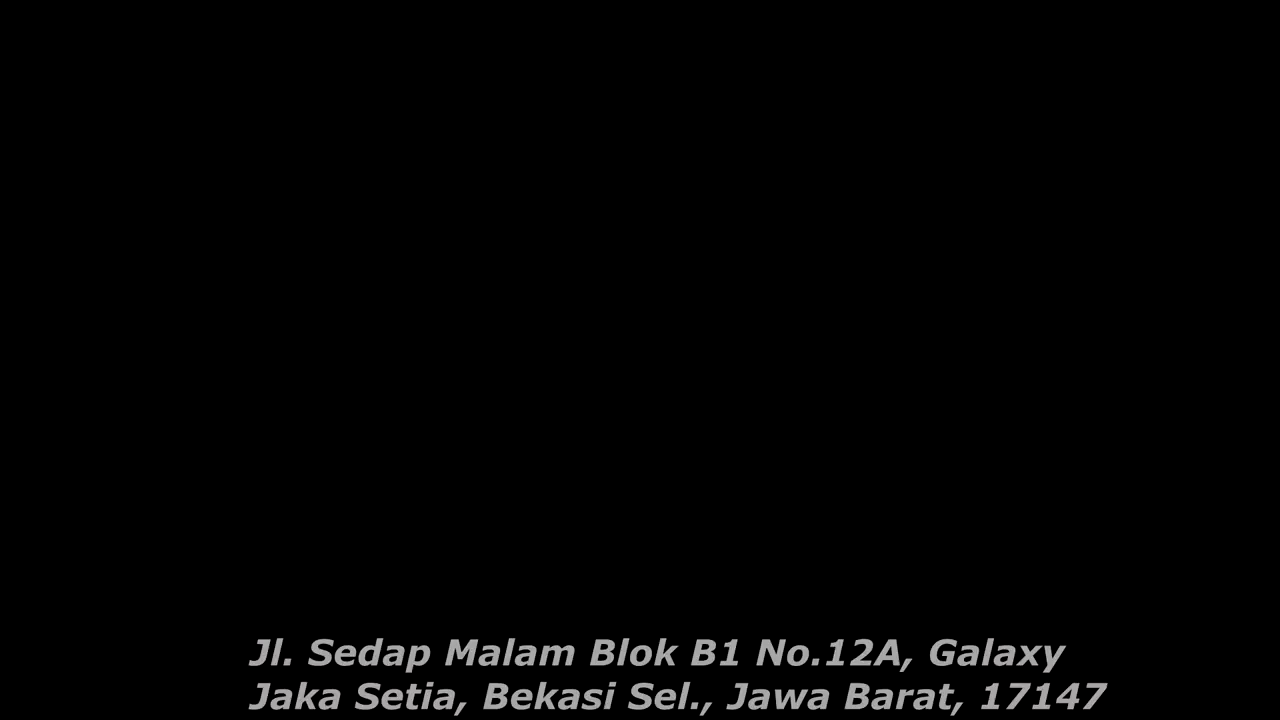 Jl. Sedap Malam Blok B1 No.12A, Galaxy
Jaka Setia, Bekasi Sel., Jawa Barat, 17147